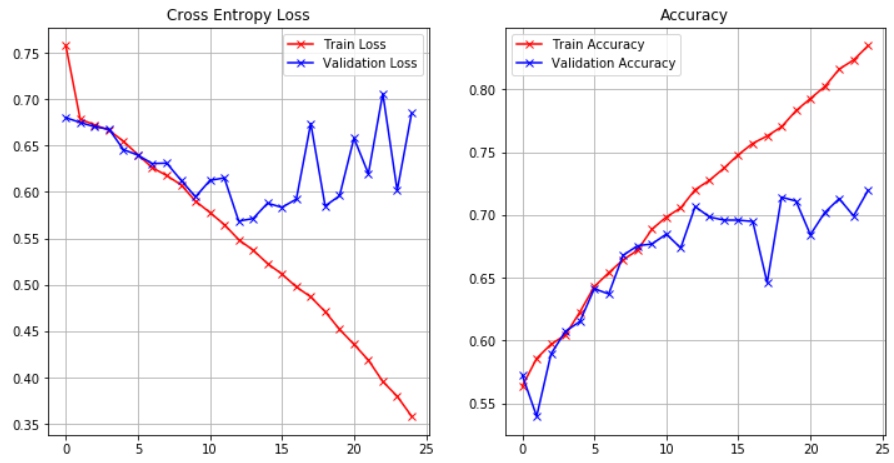 Cross Entropy Loss
Train Loss
Validation Loss
0.75
0.70
0.65
0.60
0.55
0.50
0.45
0.40
0.35
0 5 10 15 20 25
Accuracy
Train Accuracy
Validation Accuracy
0.80
0.75
0.70
0.65
0.60
0.55
0 5 10 15 20 25